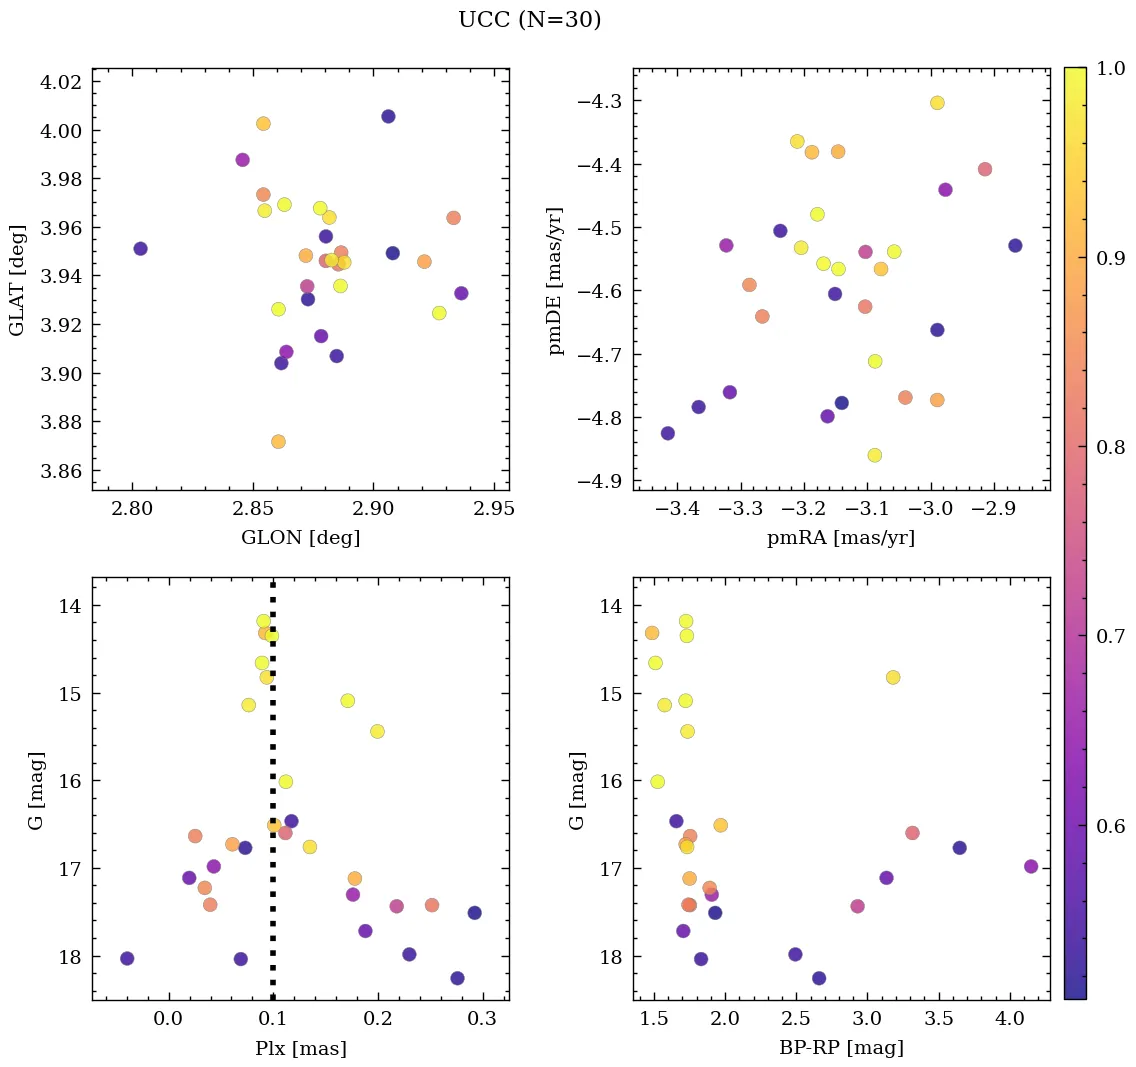 UCC (N=30)
4.02
4.00
3.98
3.96
3.94
3.92
3.90
3.88
3.86
GLAT [deg]
2.80 2.85 2.90 2.95
GLON [deg]
−4.3
−4.4
−4.5
−4.6
−4.7
−4.8
−4.9
pmDE [mas/yr]
−3.4 −3.3 −3.2 −3.1 −3.0 −2.9
pmRA [mas/yr]
14
15
16
17
18
G [mag]
0.0 0.1 0.2 0.3
Plx [mas]
14
15
16
17
18
G [mag]
1.5 2.0 2.5 3.0 3.5 4.0
BP-RP [mag]
1.0
0.9
0.8
0.7
0.6